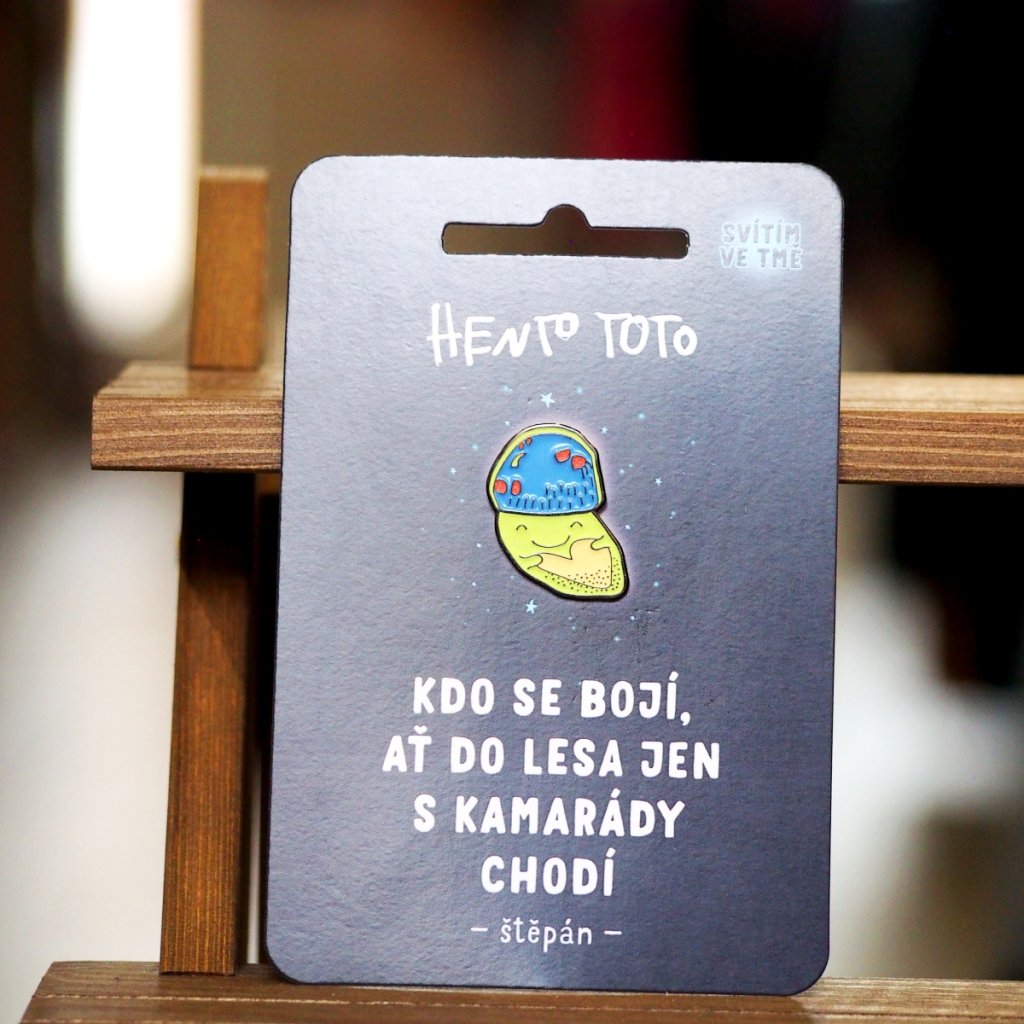 SVÍTÍM
VE TMĚ
HENTO TOTO
KDO SE BOJÍ,
AŤ DO LESA JEN
S KAMARÁDY
CHODÍ
– štěpán –